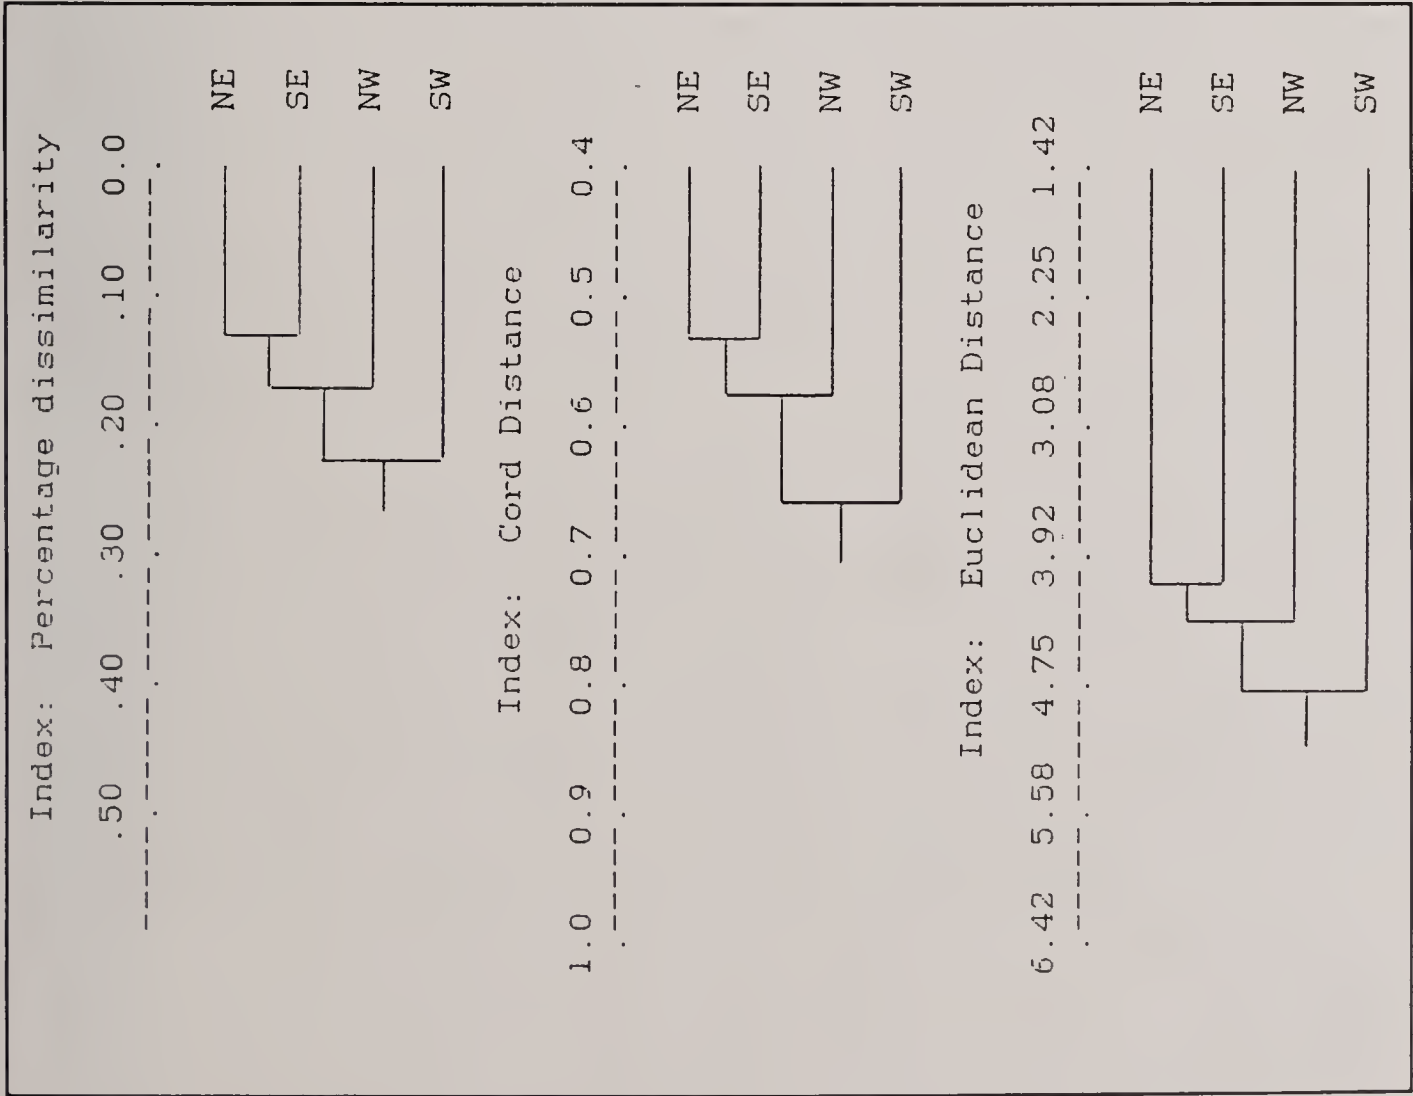 Index: Percentage dissimilarity
.50 .40 .30 .20 .10 0.0
NE
SE
NW
SW
Index: Cord Distance
1.0 0.9 0.8 0.7 0.6 0.5 0.4
NE
SE
NW
SW
Index: Euclidean Distance
6.42 5.58 4.75 3.92 3.08 2.25 1.42
NE
SE
NW
SW